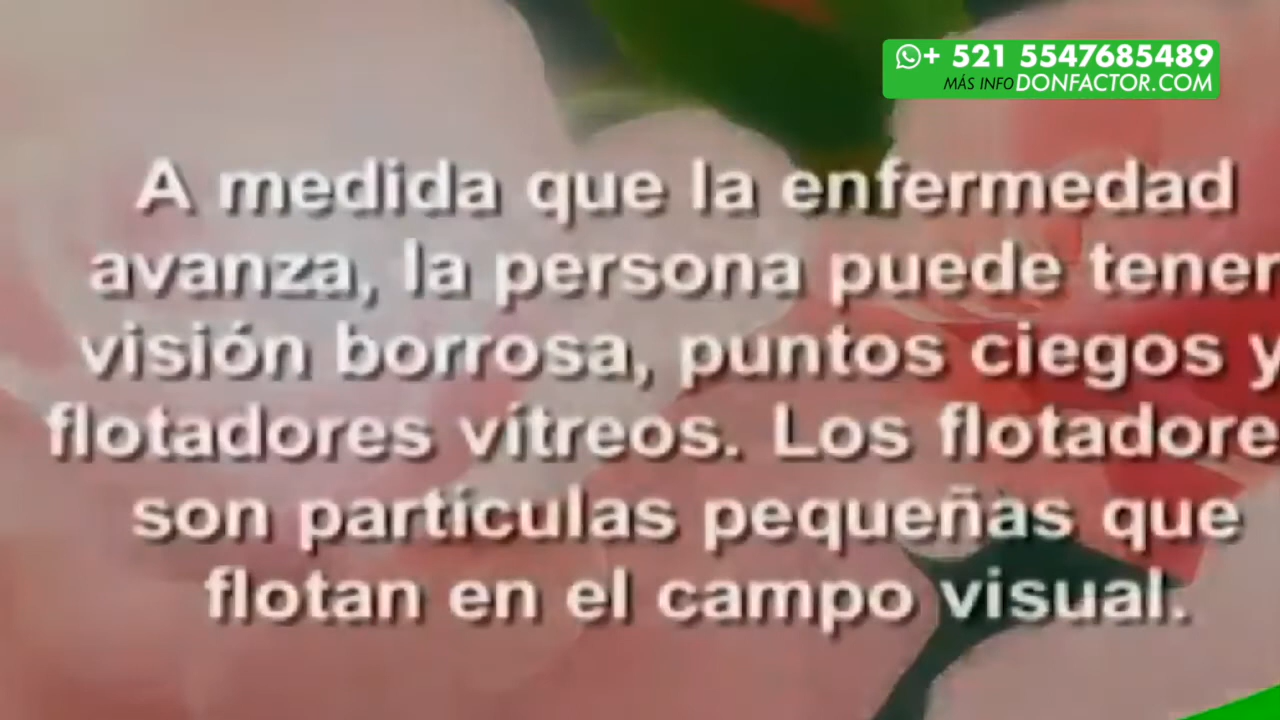 + 521 5547685489
MÁS INFO DONFACTOR.COM
A medida que la enfermedad
avanza, la persona puede tener
visión borrosa, puntos ciegos y
flotadores vítreos. Los flotadore
son partículas pequeñas que
flotan en el campo visual.